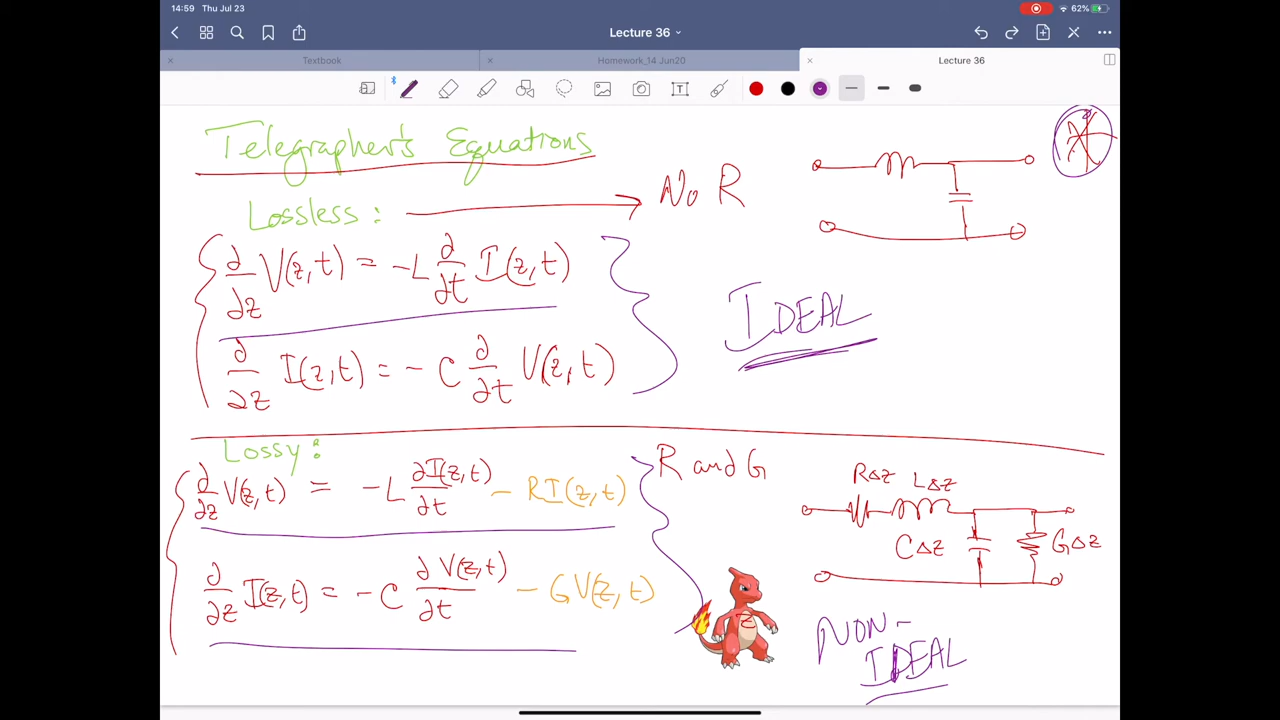 14:59 Thu Jul 23
62%
Lecture 36
Textbook
Homework_14 Jun20
Lecture 36
T
Telegrapher's Equations
Lossless: → No R
∂/∂z V(z,t) = -L ∂/∂t I(z,t)
IDEAL
∂/∂z I(z,t) = - C ∂/∂t V(z,t)
Lossy:
R and G
∂/∂z V(z,t) = -L ∂I(z,t)/∂t - RI(z,t)
RΔz LΔz
CΔz GΔz
∂/∂z I(z,t) = -C ∂V(z,t)/∂t - GV(z,t)
z
NON-
IDEAL